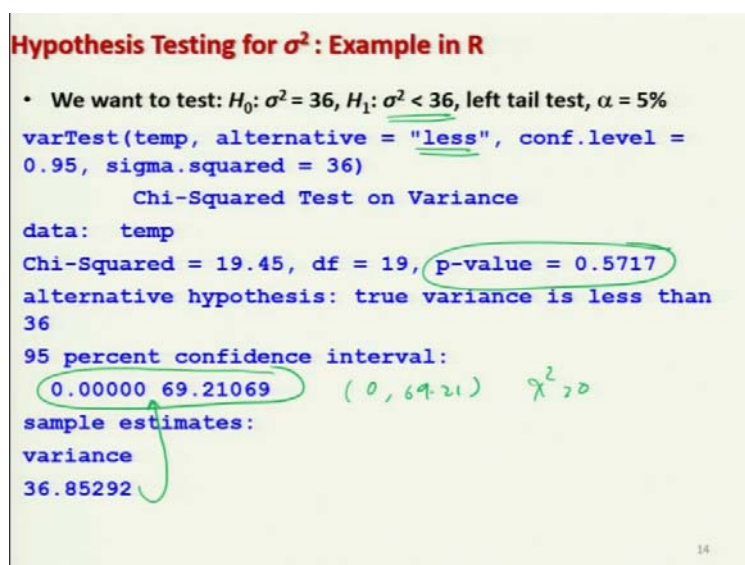 Hypothesis Testing for σ² : Example in R
• We want to test: H₀: σ² = 36, H₁: σ² < 36, left tail test, α = 5%
varTest(temp, alternative = "less", conf.level =
0.95, sigma.squared = 36)
Chi-Squared Test on Variance
data: temp
Chi-Squared = 19.45, df = 19, p-value = 0.5717
alternative hypothesis: true variance is less than
36
95 percent confidence interval:
0.00000 69.21069 (0, 69.21) χ² ≥0
sample estimates:
variance
36.85292
14